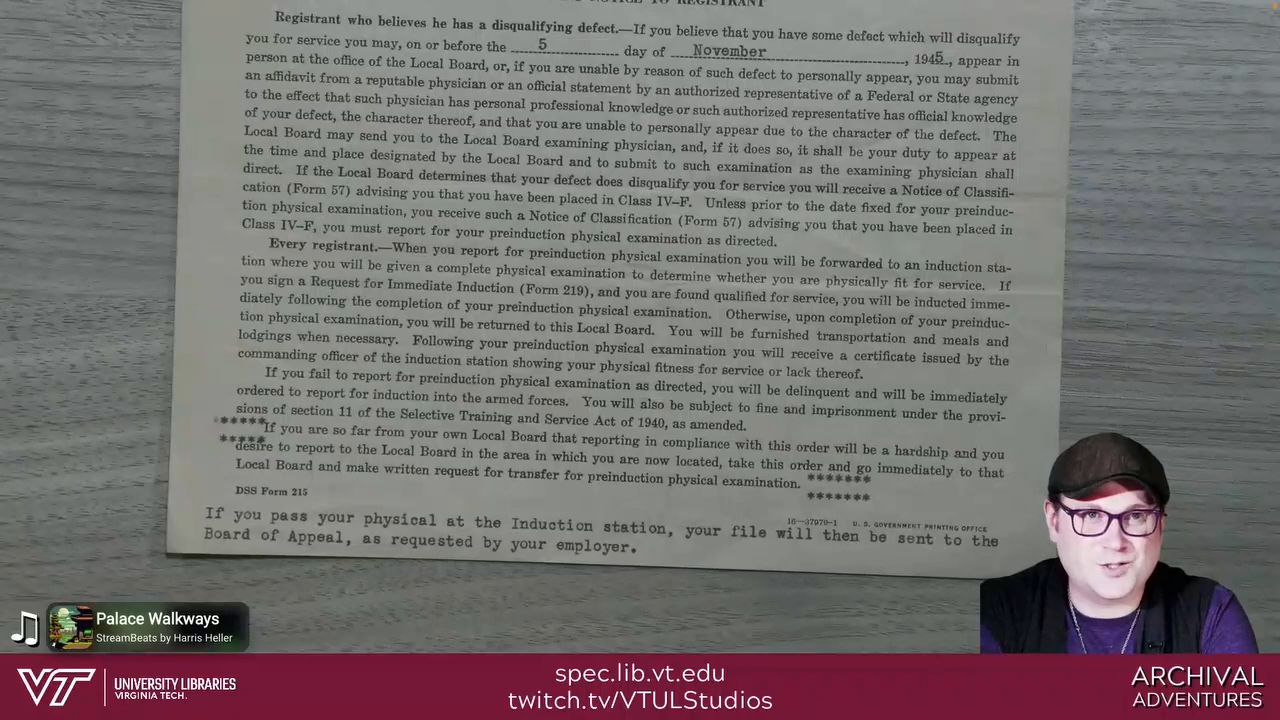 NOTICE TO REGISTRANT
Registrant who believes he has a disqualifying defect.—If you believe that you have some defect which will disqualify
you for service you may, on or before the 5 day of November, 1945, appear in
person at the office of the Local Board, or, if you are unable by reason of such defect to personally appear, you may submit
an affidavit from a reputable physician or an official statement by an authorized representative of a Federal or State agency
to the effect that such physician has personal professional knowledge or such authorized representative has official knowledge
of your defect, the character thereof, and that you are unable to personally appear due to the character of the defect. The
Local Board may send you to the Local Board examining physician, and, if it does so, it shall be your duty to appear at
the time and place designated by the Local Board and to submit to such examination as the examining physician shall
direct. If the Local Board determines that your defect does disqualify you for service you will receive a Notice of Classifi-
cation (Form 57) advising you that you have been placed in Class IV–F. Unless prior to the date fixed for your preinduc-
tion physical examination, you receive such a Notice of Classification (Form 57) advising you that you have been placed in
Class IV–F, you must report for your preinduction physical examination as directed.
Every registrant.—When you report for preinduction physical examination you will be forwarded to an induction sta-
tion where you will be given a complete physical examination to determine whether you are physically fit for service. If
you sign a Request for Immediate Induction (Form 219), and you are found qualified for service, you will be inducted imme-
diately following the completion of your preinduction physical examination. Otherwise, upon completion of your preinduc-
tion physical examination, you will be returned to this Local Board. You will be furnished transportation and meals and
lodgings when necessary. Following your preinduction physical examination you will receive a certificate issued by the
commanding officer of the induction station showing your physical fitness for service or lack thereof.
If you fail to report for preinduction physical examination as directed, you will be delinquent and will be immediately
ordered to report for induction into the armed forces. You will also be subject to fine and imprisonment under the provi-
sions of section 11 of the Selective Training and Service Act of 1940, as amended.
*****If you are so far from your own Local Board that reporting in compliance with this order will be a hardship and you
*****desire to report to the Local Board in the area in which you are now located, take this order and go immediately to that
Local Board and make written request for transfer for preinduction physical examination. *******
*******
DSS Form 215
16—37970-1 U. S. GOVERNMENT PRINTING OFFICE
If you pass your physical at the Induction station, your file will then be sent to the
Board of Appeal, as requested by your employer.
Palace Walkways
StreamBeats by Harris Heller
VT UNIVERSITY LIBRARIES
VIRGINIA TECH.
spec.lib.vt.edu
twitch.tv/VTULStudios
ARCHIVAL
ADVENTURES